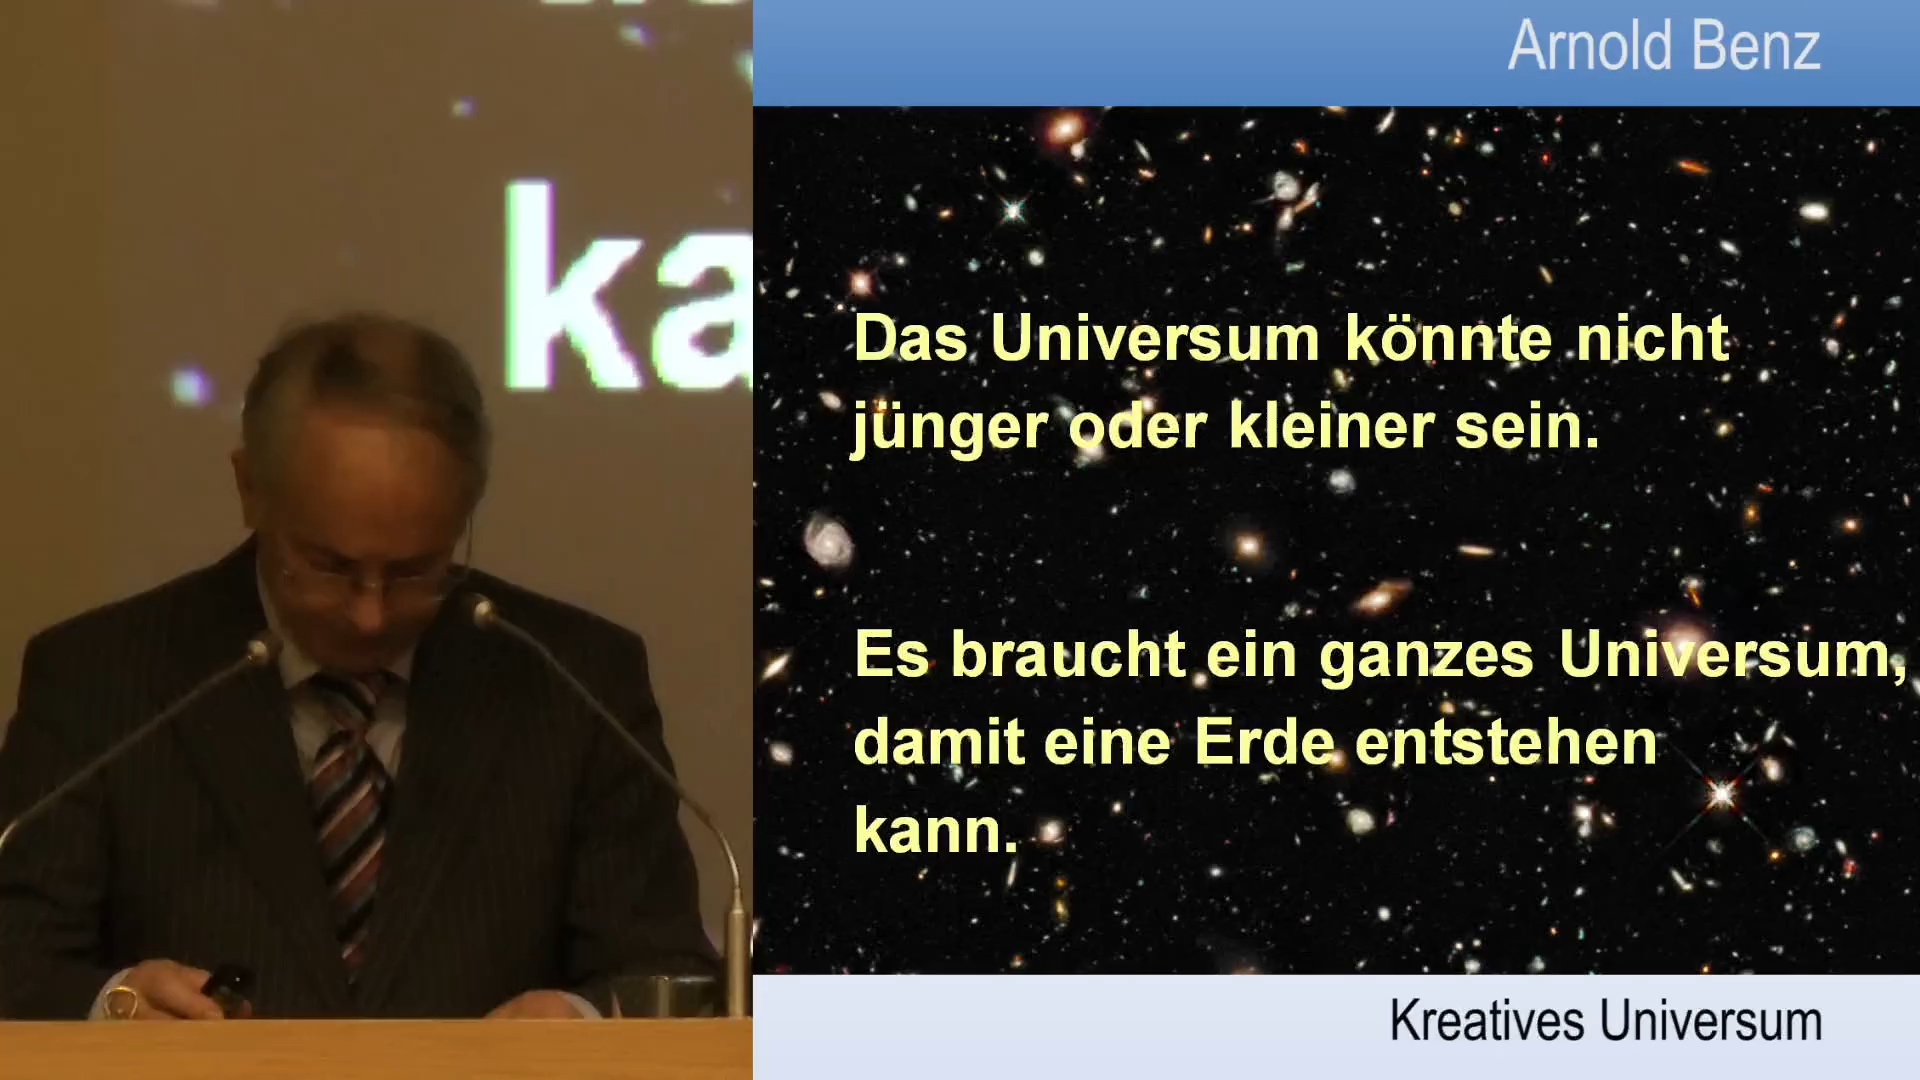 Arnold Benz
ka
Das Universum könnte nicht
jünger oder kleiner sein.
Es braucht ein ganzes Universum,
damit eine Erde entstehen
kann.
Kreatives Universum